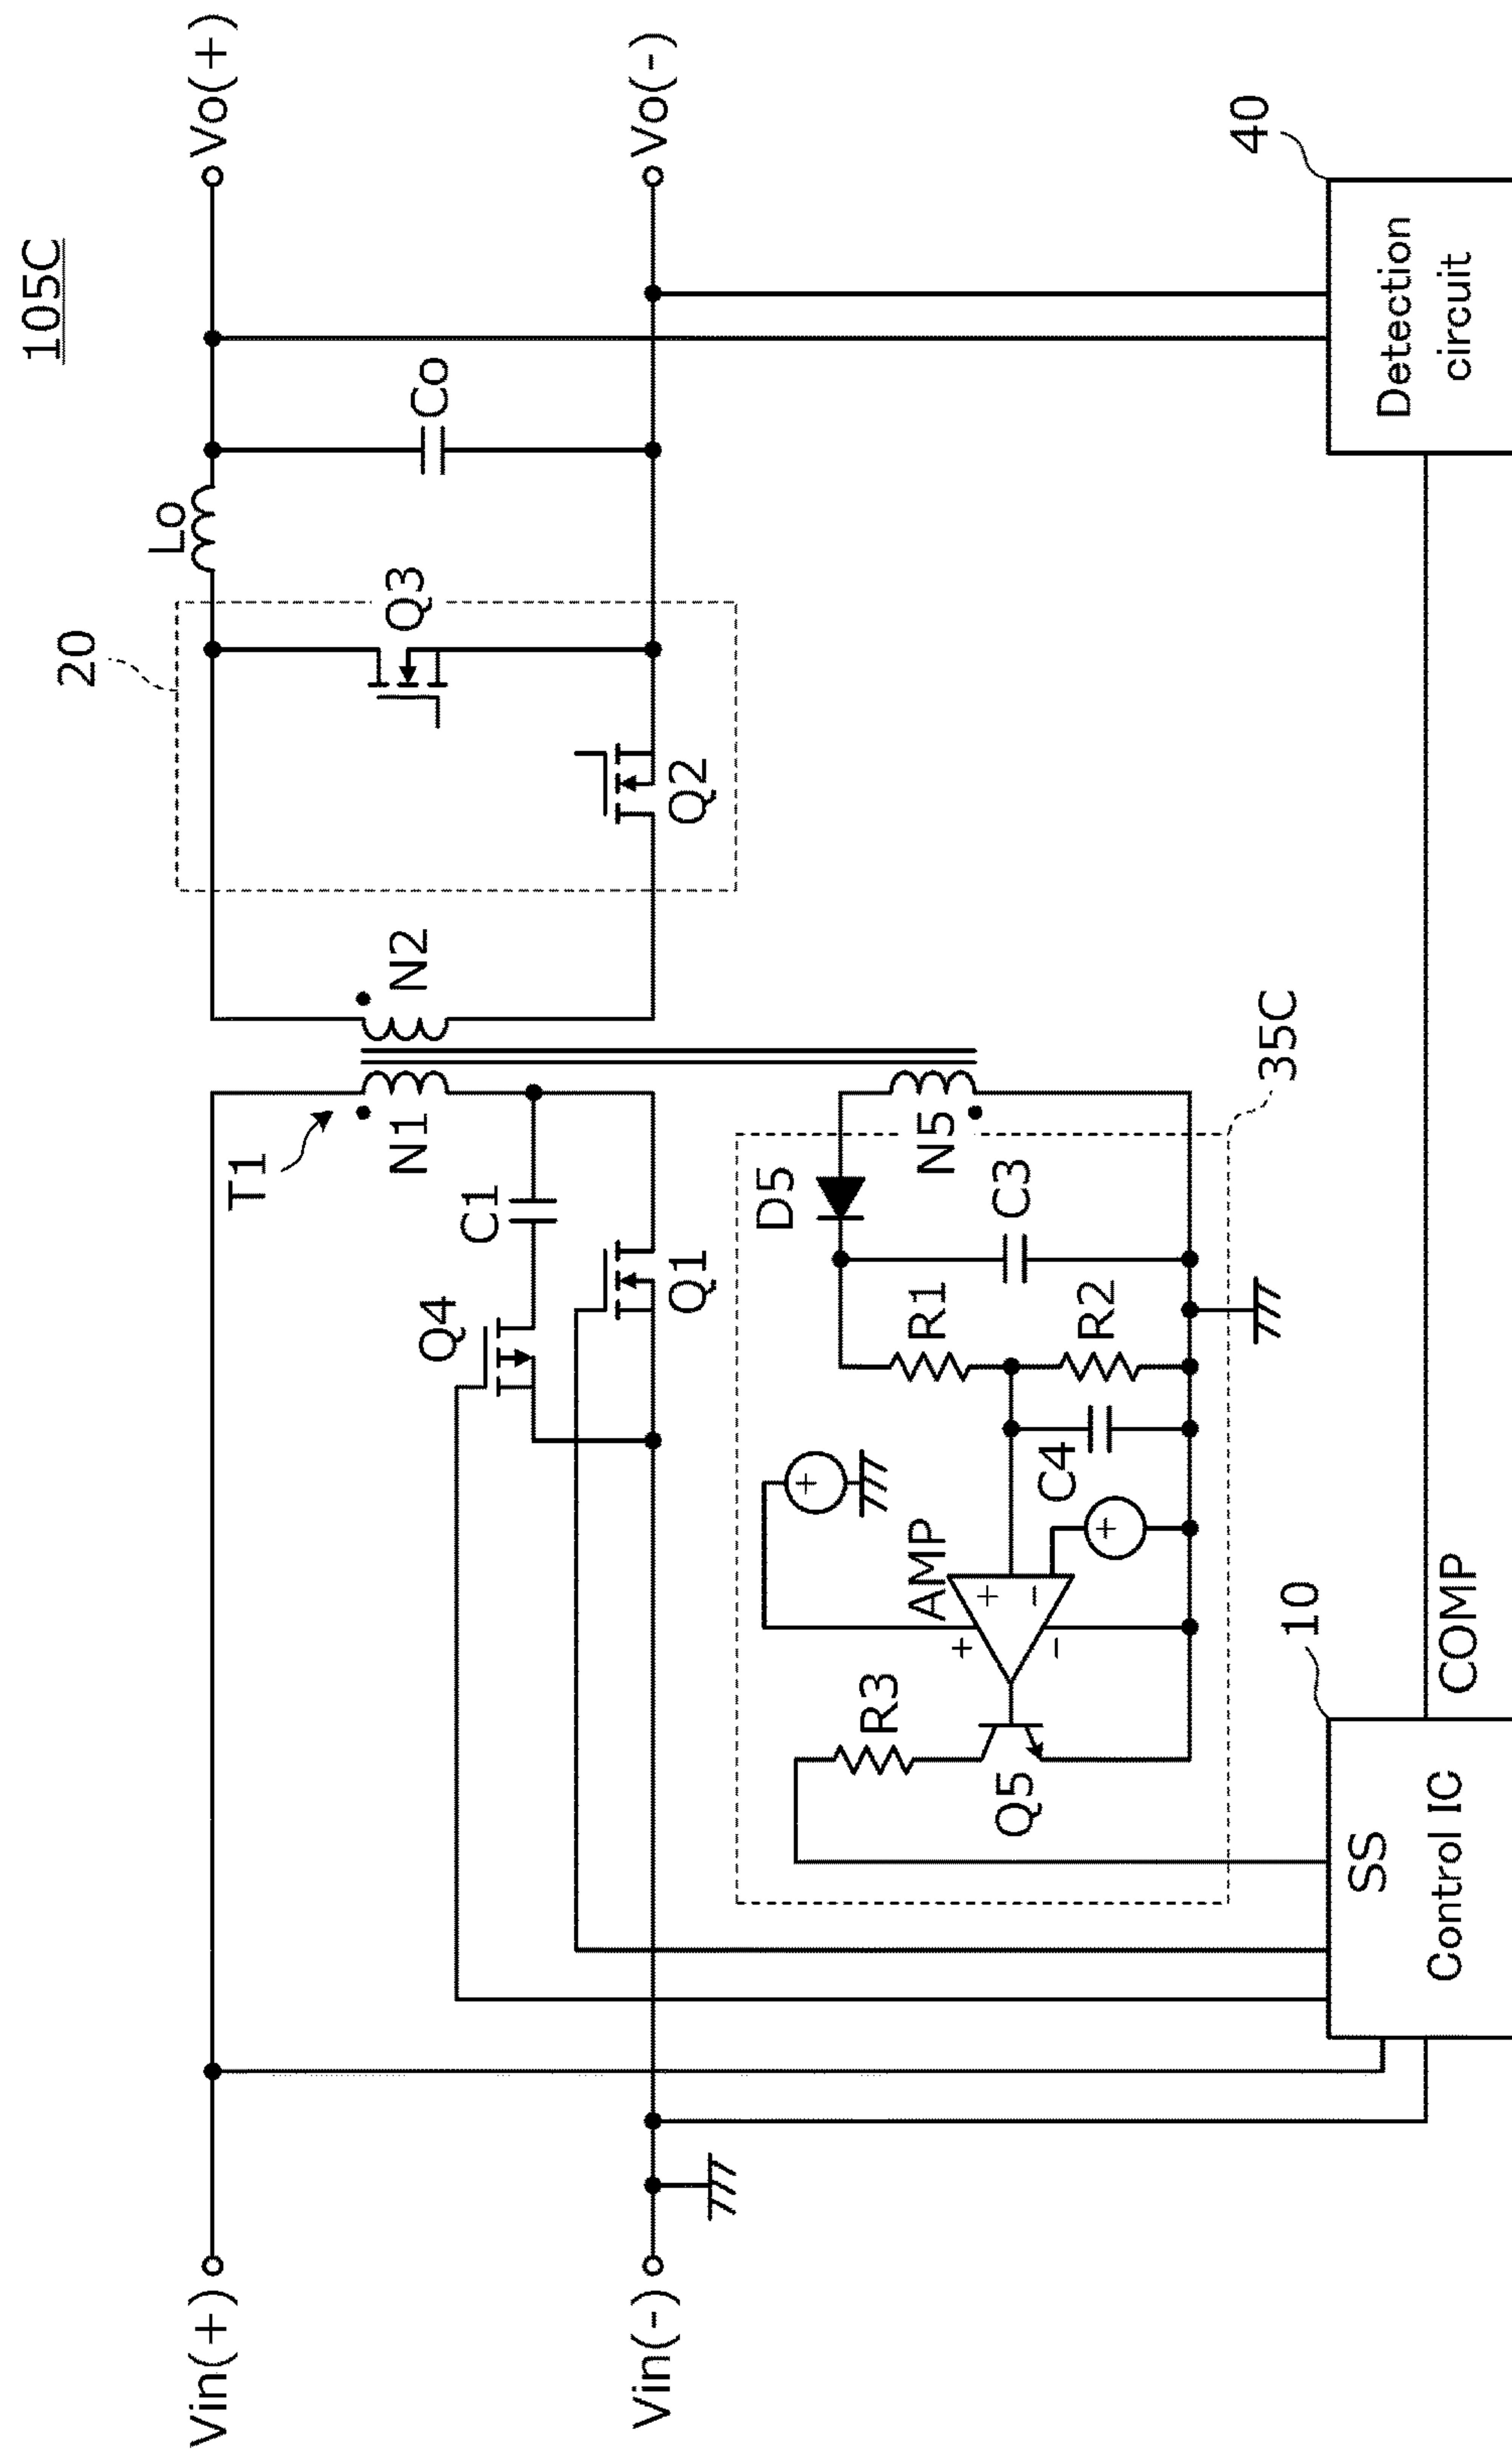 105C
Vin(+)
Vin(-)
Vo(+)
Vo(-)
T1
N1
N2
20
Lo
Co
Q3
Q2
C1
Q4
Q1
N5
35C
D5
C3
R1
R2
C4
+
+
AMP
+
−
+
−
R3
Q5
10
SS
Control IC
COMP
40
Detection
circuit